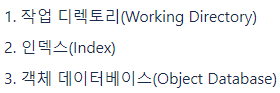 1. 작업 디렉토리(Working Directory)
2. 인덱스(Index)
3. 객체 데이터베이스(Object Database)